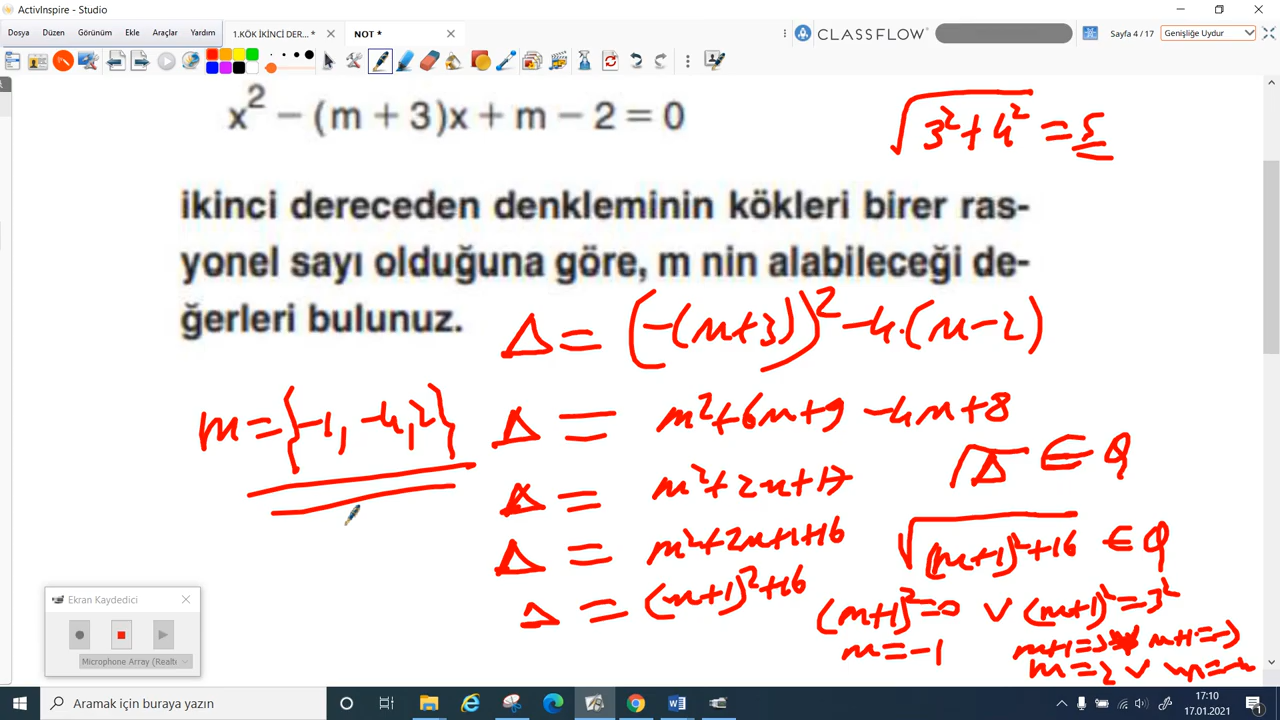 ActivInspire - Studio
Dosya Düzen Görünüm Ekle Araçlar Yardım
1.KÖK İKİNCİ DER... *
NOT *
CLASSFLOW
Sayfa 4 / 17
Genişliğe Uydur
x² − (m + 3)x + m − 2 = 0
√(3² + 4²) = 5
ikinci dereceden denkleminin kökleri birer ras-
yonel sayı olduğuna göre, m nin alabileceği de-
ğerleri bulunuz.
Δ = (−(m+3))² −4.(m−2)
m = {−1, −4, 2}
Δ = m²+6m+9 −4m+8
√Δ ∈ Q
Δ = m²+2m+17
Δ = m²+2m+1+16
√((m+1)²+16) ∈ Q
Δ = (m+1)²+16
(m+1)²=0 ∨ (m+1)²=3²
m=−1
m+1=3 m+1=−3
m=2 ∨ m=−4
Ekran Kaydedici
Microphone Array (Realte
Aramak için buraya yazın
17:10
17.01.2021
1